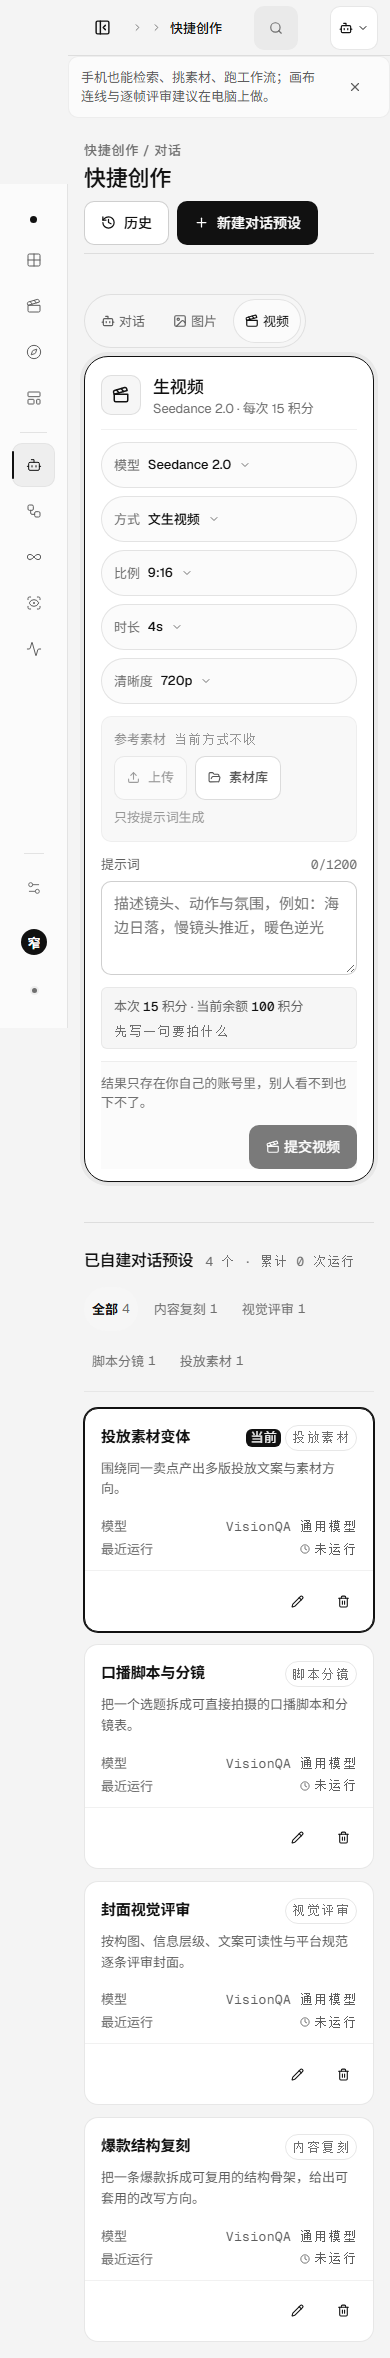 快捷创作
手机也能检索、挑素材、跑工作流；画布
连线与逐帧评审建议在电脑上做。
快捷创作 / 对话
快捷创作
历史
新建对话预设
对话 图片 视频
生视频
Seedance 2.0 · 每次 15 积分
模型 Seedance 2.0
方式 文生视频
比例 9:16
时长 4s
清晰度 720p
参考素材 当前方式不收
上传 素材库
只按提示词生成
提示词 0/1200
描述镜头、动作与氛围，例如：海
边日落，慢镜头推近，暖色逆光
本次 15 积分 · 当前余额 100 积分
先写一句要拍什么
结果只存在你自己的账号里，别人看不到也
下不了。
提交视频
窄
已自建对话预设 4 个 · 累计 0 次运行
全部 4 内容复刻 1 视觉评审 1
脚本分镜 1 投放素材 1
投放素材变体 当前 投放素材
围绕同一卖点产出多版投放文案与素材方
向。
模型 VisionQA 通用模型
最近运行 未运行
口播脚本与分镜 脚本分镜
把一个选题拆成可直接拍摄的口播脚本和分
镜表。
模型 VisionQA 通用模型
最近运行 未运行
封面视觉评审 视觉评审
按构图、信息层级、文案可读性与平台规范
逐条评审封面。
模型 VisionQA 通用模型
最近运行 未运行
爆款结构复刻 内容复刻
把一条爆款拆成可复用的结构骨架，给出可
套用的改写方向。
模型 VisionQA 通用模型
最近运行 未运行